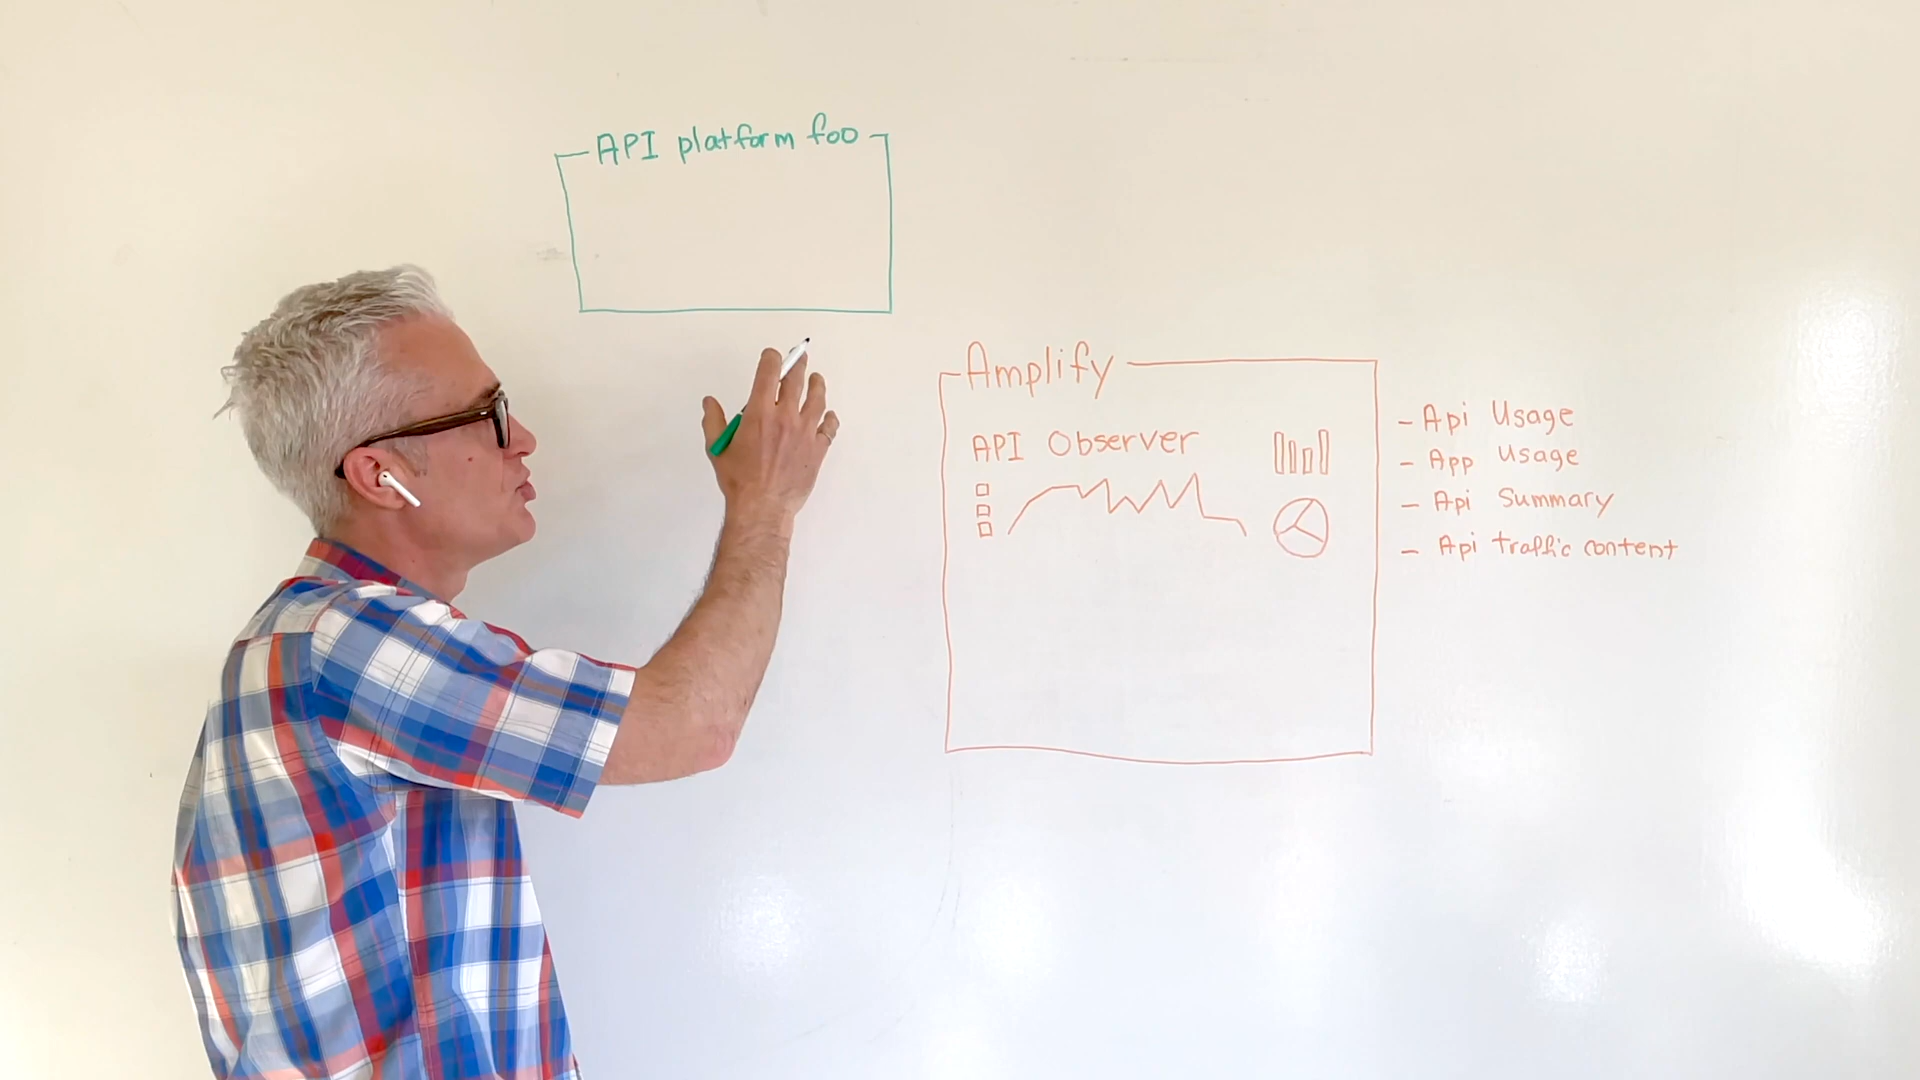 API platform foo
Amplify
API Observer
- Api Usage
- App Usage
- Api Summary
- Api traffic content